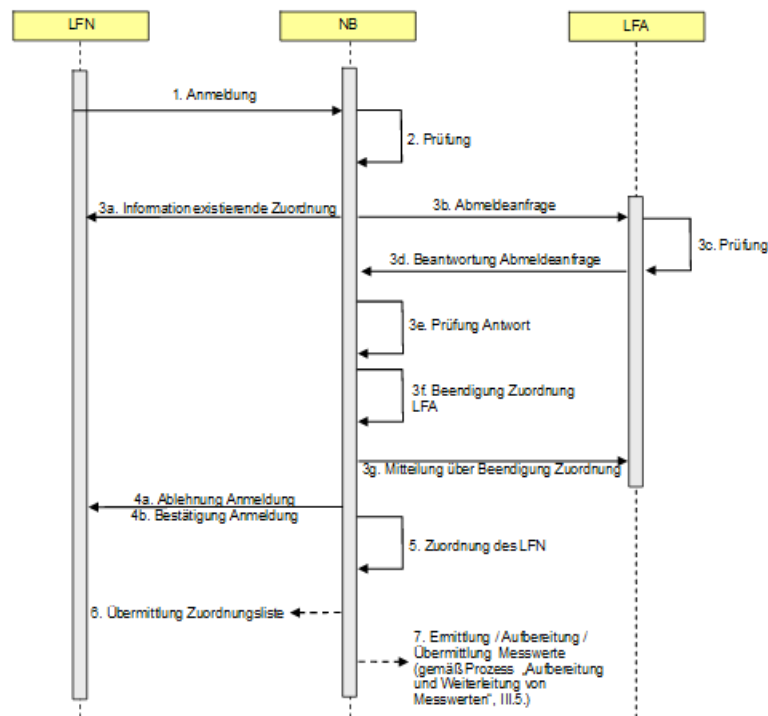 LFN
NB
LFA
1. Anmeldung
2. Prüfung
3a. Information existierende Zuordnung
3b. Abmeldeanfrage
3c. Prüfung
3d. Beantwortung Abmeldeanfrage
3e. Prüfung Antwort
3f. Beendigung Zuordnung
LFA
3g. Mitteilung über Beendigung Zuordnung
4a. Ablehnung Anmeldung
4b. Bestätigung Anmeldung
5. Zuordnung des LFN
6. Übermittlung Zuordnungsliste
7. Ermittlung / Aufbereitung /
Übermittlung Messwerte
(gemäß Prozess „Aufbereitung
und Weiterleitung von
Messwerten“, III.5.)